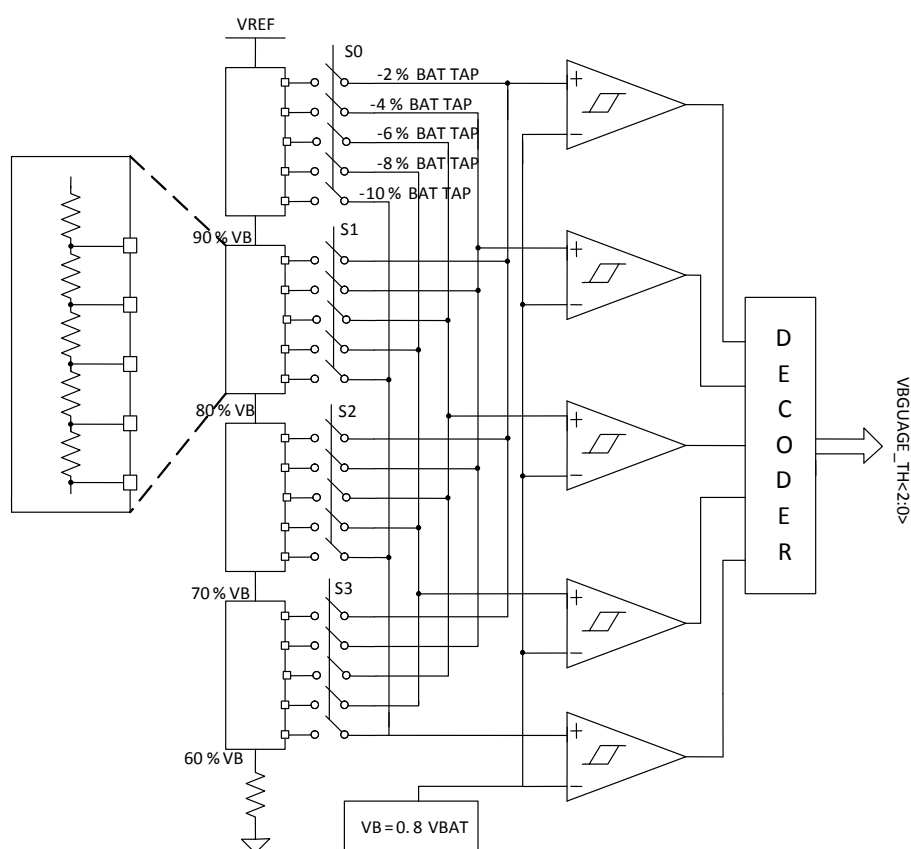 VREF
S0
-2 % BAT TAP
-4 % BAT TAP
-6 % BAT TAP
-8 % BAT TAP
-10 % BAT TAP
90 % VB
S1
80 % VB
S2
70 % VB
S3
60 % VB
VB = 0.8 VBAT
+
−
+
−
+
−
+
−
+
−
D
E
C
O
D
E
R
VBGUAGE_TH<2:0>